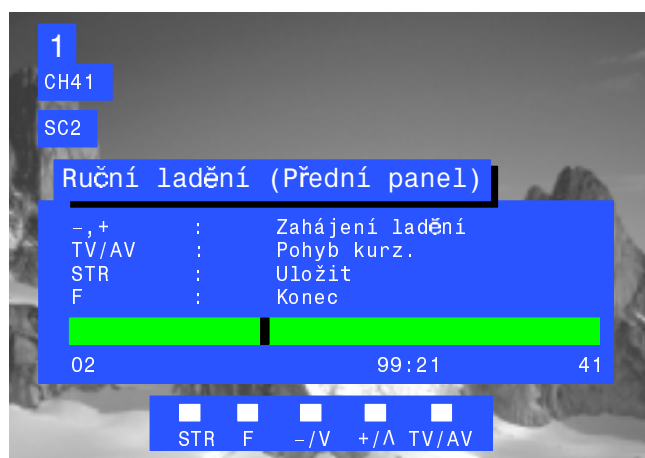 1
CH41
SC2
Ruční ladění (Přední panel)
–,+ : Zahájení ladění
TV/AV : Pohyb kurz.
STR : Uložit
F : Konec
02 99:21 41
STR F –/V +/Λ TV/AV